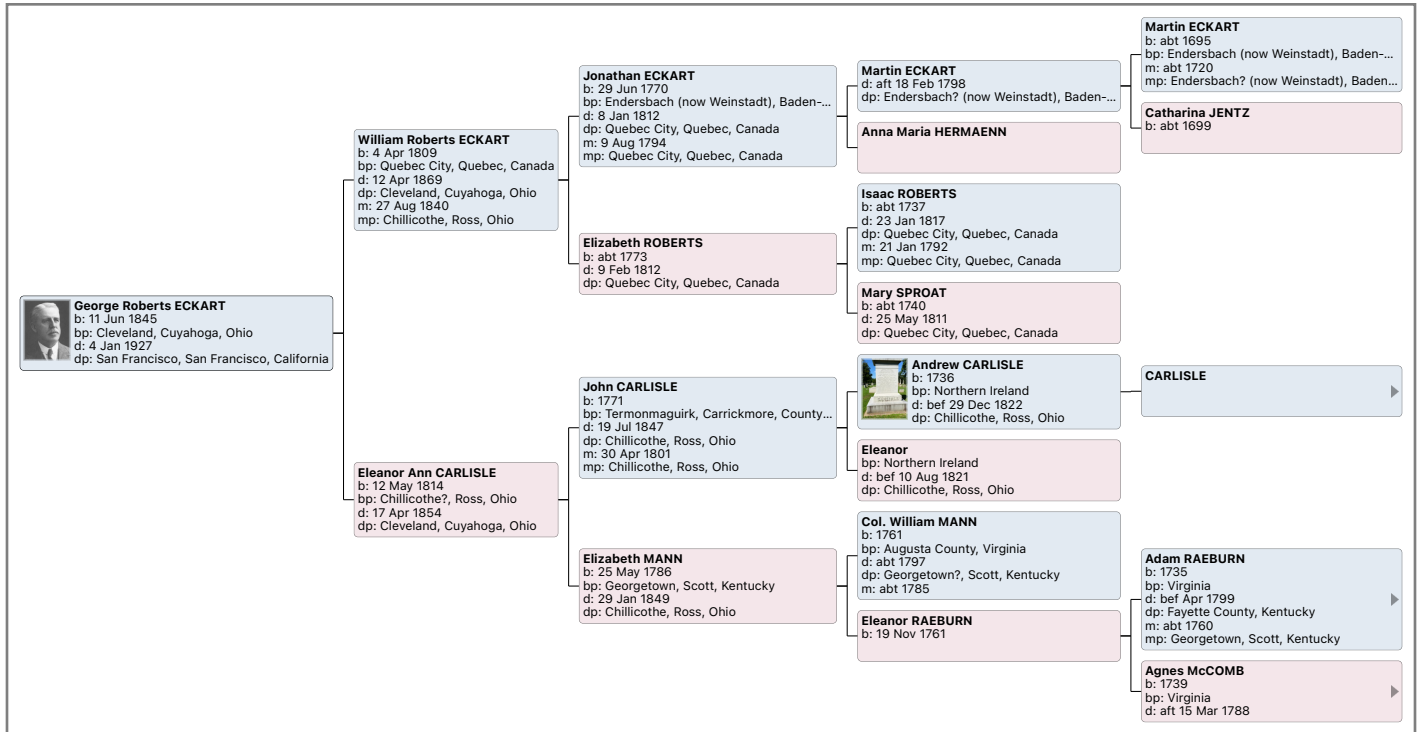 George Roberts ECKART
b: 11 Jun 1845
bp: Cleveland, Cuyahoga, Ohio
d: 4 Jan 1927
dp: San Francisco, San Francisco, California
William Roberts ECKART
b: 4 Apr 1809
bp: Quebec City, Quebec, Canada
d: 12 Apr 1869
dp: Cleveland, Cuyahoga, Ohio
m: 27 Aug 1840
mp: Chillicothe, Ross, Ohio
Eleanor Ann CARLISLE
b: 12 May 1814
bp: Chillicothe?, Ross, Ohio
d: 17 Apr 1854
dp: Cleveland, Cuyahoga, Ohio
Jonathan ECKART
b: 29 Jun 1770
bp: Endersbach (now Weinstadt), Baden-...
d: 8 Jan 1812
dp: Quebec City, Quebec, Canada
m: 9 Aug 1794
mp: Quebec City, Quebec, Canada
Elizabeth ROBERTS
b: abt 1773
d: 9 Feb 1812
dp: Quebec City, Quebec, Canada
John CARLISLE
b: 1771
bp: Termonmaguirk, Carrickmore, County...
d: 19 Jul 1847
dp: Chillicothe, Ross, Ohio
m: 30 Apr 1801
mp: Chillicothe, Ross, Ohio
Elizabeth MANN
b: 25 May 1786
bp: Georgetown, Scott, Kentucky
d: 29 Jan 1849
dp: Chillicothe, Ross, Ohio
Martin ECKART
d: aft 18 Feb 1798
dp: Endersbach? (now Weinstadt), Baden-...
Anna Maria HERMAENN
Isaac ROBERTS
b: abt 1737
d: 23 Jan 1817
dp: Quebec City, Quebec, Canada
m: 21 Jan 1792
mp: Quebec City, Quebec, Canada
Mary SPROAT
b: abt 1740
d: 25 May 1811
dp: Quebec City, Quebec, Canada
Andrew CARLISLE
b: 1736
bp: Northern Ireland
d: bef 29 Dec 1822
dp: Chillicothe, Ross, Ohio
Eleanor
bp: Northern Ireland
d: bef 10 Aug 1821
dp: Chillicothe, Ross, Ohio
Col. William MANN
b: 1761
bp: Augusta County, Virginia
d: abt 1797
dp: Georgetown?, Scott, Kentucky
m: abt 1785
Eleanor RAEBURN
b: 19 Nov 1761
Martin ECKART
b: abt 1695
bp: Endersbach (now Weinstadt), Baden-...
m: abt 1720
mp: Endersbach? (now Weinstadt), Baden...
Catharina JENTZ
b: abt 1699
CARLISLE
Adam RAEBURN
b: 1735
bp: Virginia
d: bef Apr 1799
dp: Fayette County, Kentucky
m: abt 1760
mp: Georgetown, Scott, Kentucky
Agnes McCOMB
b: 1739
bp: Virginia
d: aft 15 Mar 1788